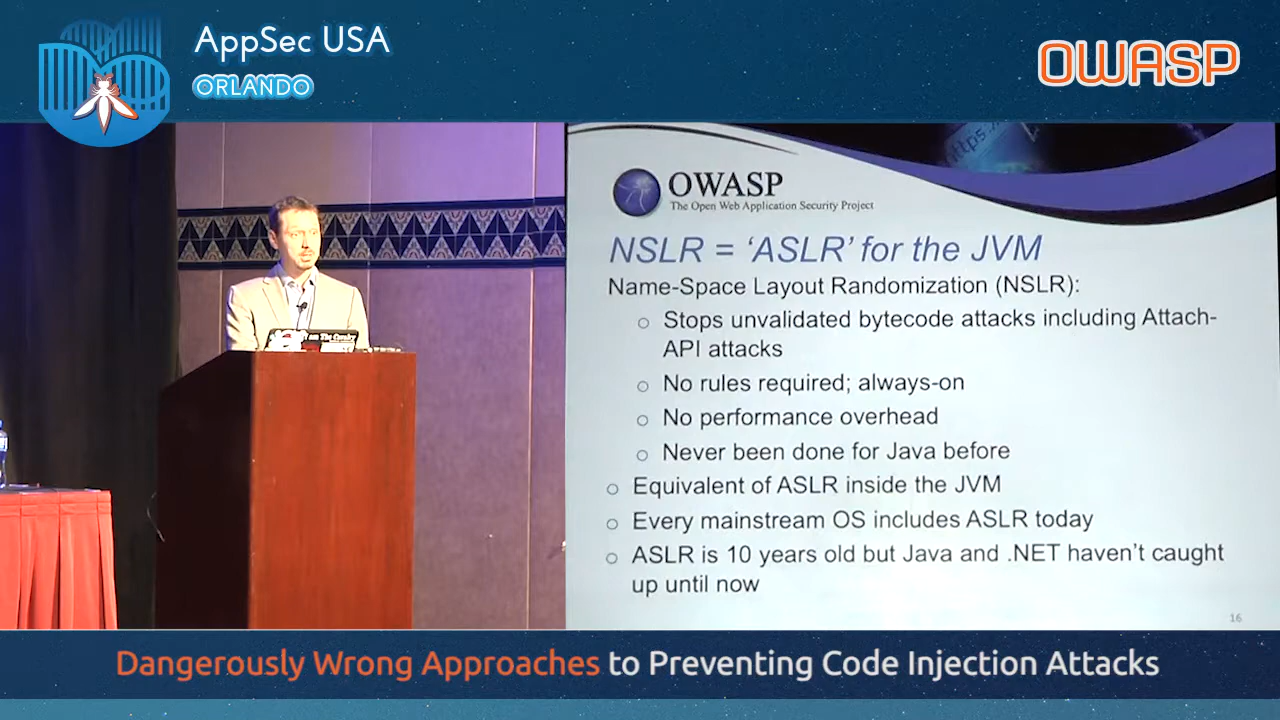 AppSec USA
ORLANDO
OWASP
OWASP
The Open Web Application Security Project
NSLR = ‘ASLR’ for the JVM
Name-Space Layout Randomization (NSLR):
Stops unvalidated bytecode attacks including Attach-
API attacks
No rules required; always-on
No performance overhead
Never been done for Java before
Equivalent of ASLR inside the JVM
Every mainstream OS includes ASLR today
ASLR is 10 years old but Java and .NET haven’t caught
up until now
16
Dangerously Wrong Approaches to Preventing Code Injection Attacks